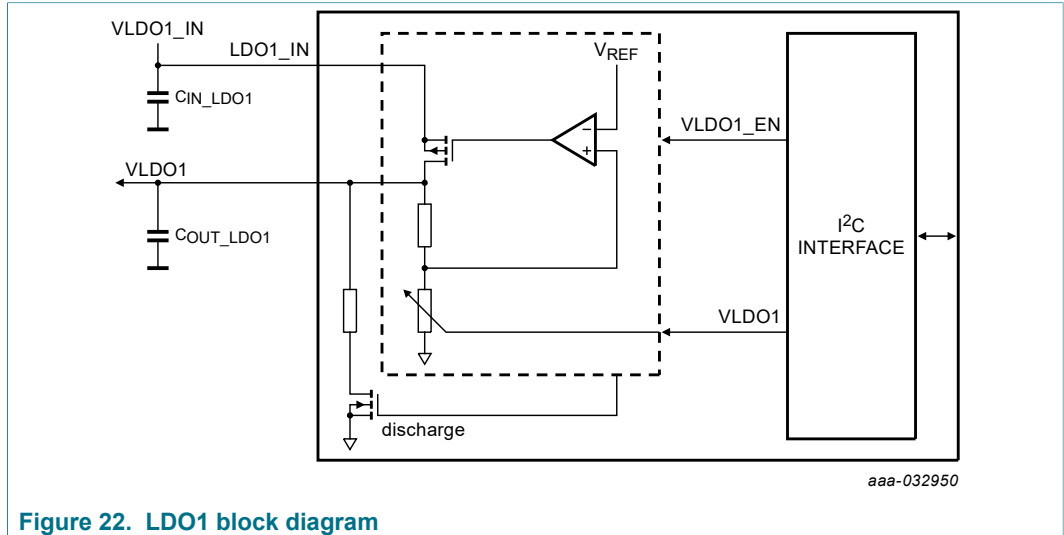 VLDO1_IN
LDO1_IN
VREF
CIN_LDO1
VLDO1_EN
VLDO1
COUT_LDO1
I2C
INTERFACE
VLDO1
discharge
aaa-032950
Figure 22. LDO1 block diagram